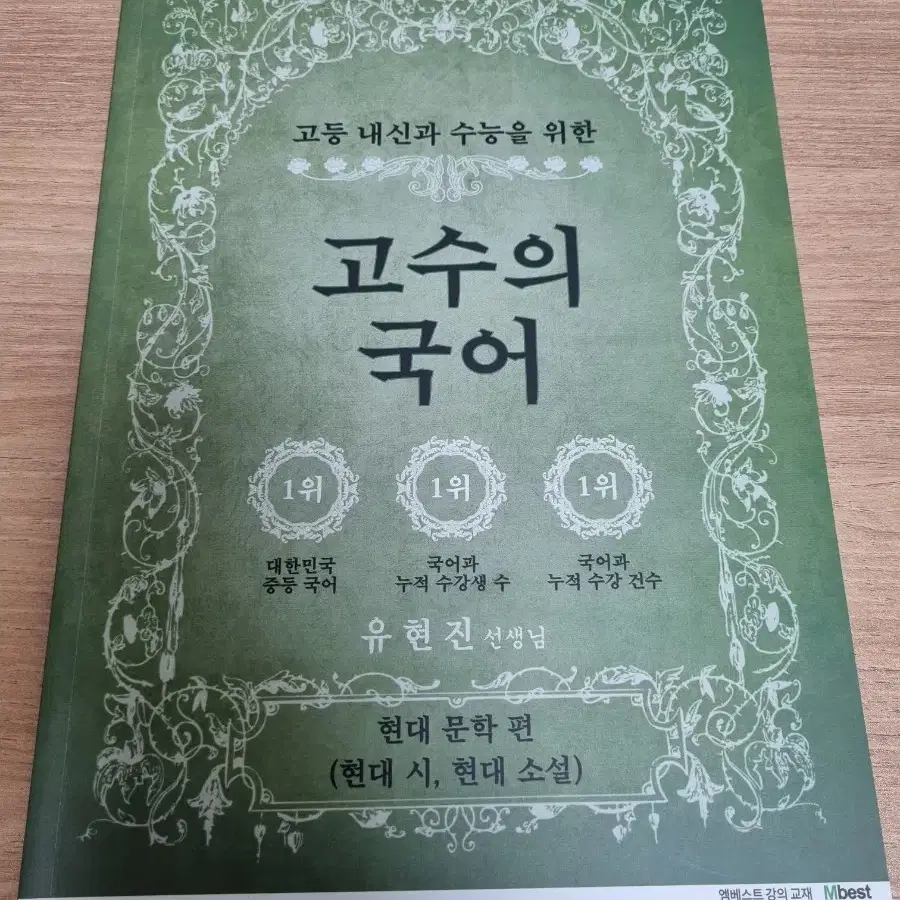 고등 내신과 수능을 위한
고수의
국어
1위 1위 1위
대한민국 국어과 국어과
중등 국어 누적 수강생 수 누적 수강 건수
유현진 선생님
현대 문학 편
(현대 시, 현대 소설)
엠베스트 강의 교재 Mbest